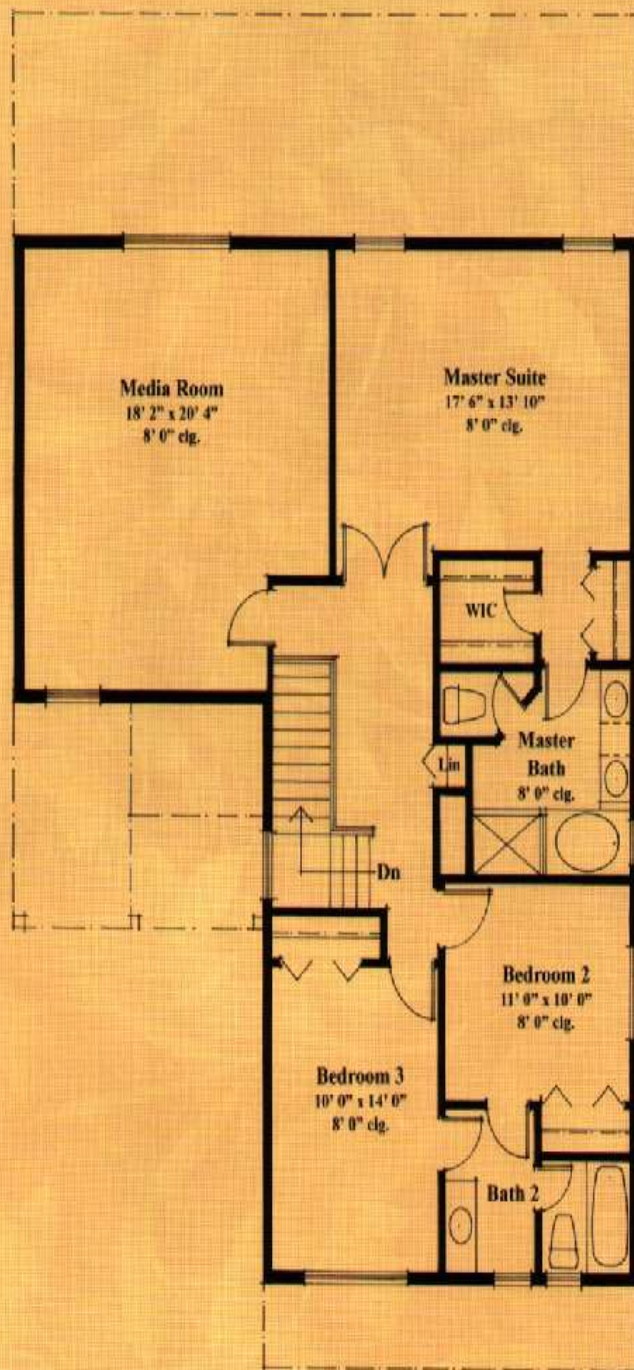 Media Room
18' 2" x 20' 4"
8' 0" clg.
Master Suite
17' 6" x 13' 10"
8' 0" clg.
WIC
Master
Bath
8' 0" clg.
Lin
Dn
Bedroom 2
11' 0" x 10' 0"
8' 0" clg.
Bedroom 3
10' 0" x 14' 0"
8' 0" clg.
Bath 2